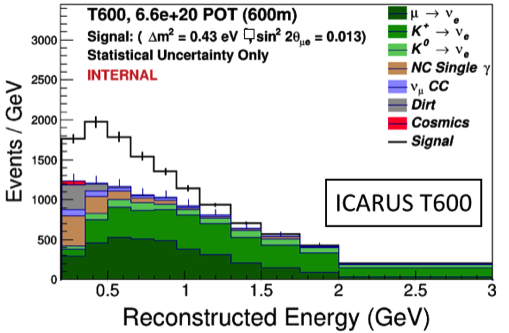 T600, 6.6e+20 POT (600m)
Signal: ( Δm² = 0.43 eV □sin² 2θμe = 0.013)
Statistical Uncertainty Only
INTERNAL
μ → νe
K⁺ → νe
K⁰ → νe
NC Single γ
νμ CC
Dirt
Cosmics
Signal
ICARUS T600
Events / GeV
3000
2500
2000
1500
1000
500
0
0.5
1
1.5
2
2.5
3
Reconstructed Energy (GeV)